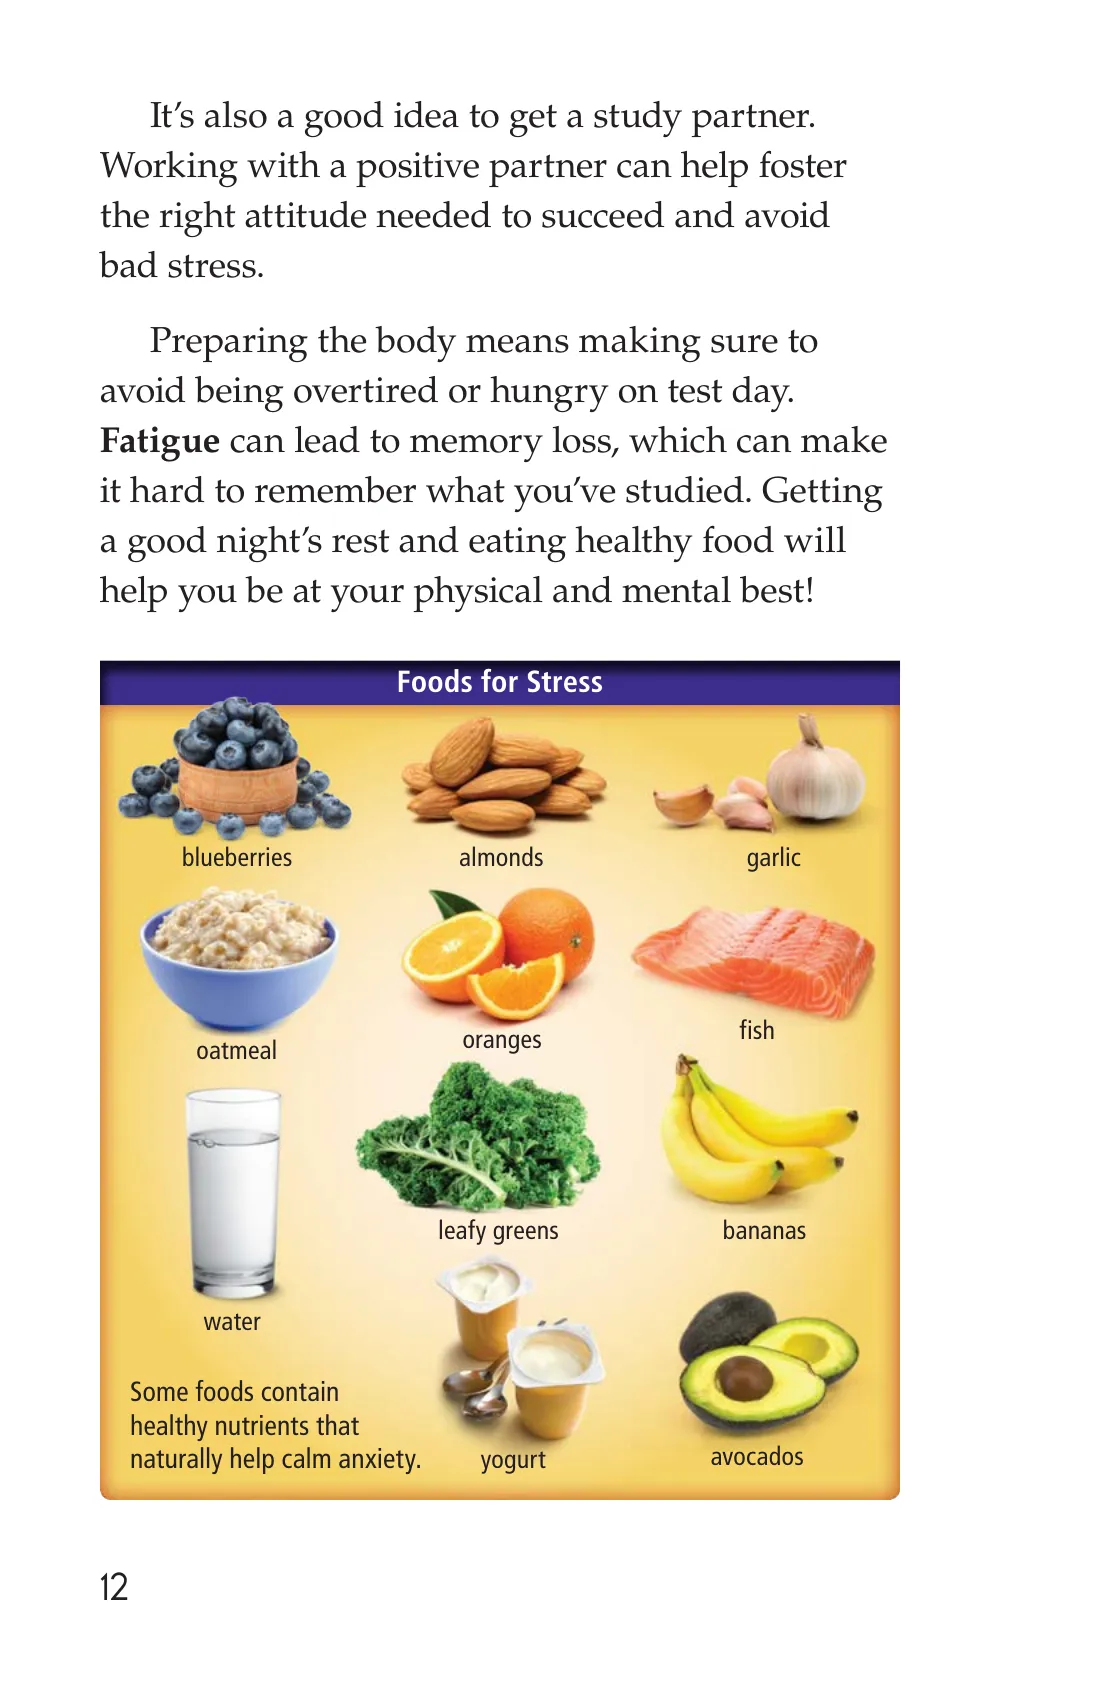 It’s also a good idea to get a study partner.
Working with a positive partner can help foster
the right attitude needed to succeed and avoid
bad stress.
Preparing the body means making sure to
avoid being overtired or hungry on test day.
Fatigue can lead to memory loss, which can make
it hard to remember what you’ve studied. Getting
a good night’s rest and eating healthy food will
help you be at your physical and mental best!
Foods for Stress
blueberries
almonds
garlic
oatmeal
oranges
fish
water
leafy greens
bananas
Some foods contain
healthy nutrients that
naturally help calm anxiety.
yogurt
avocados
12